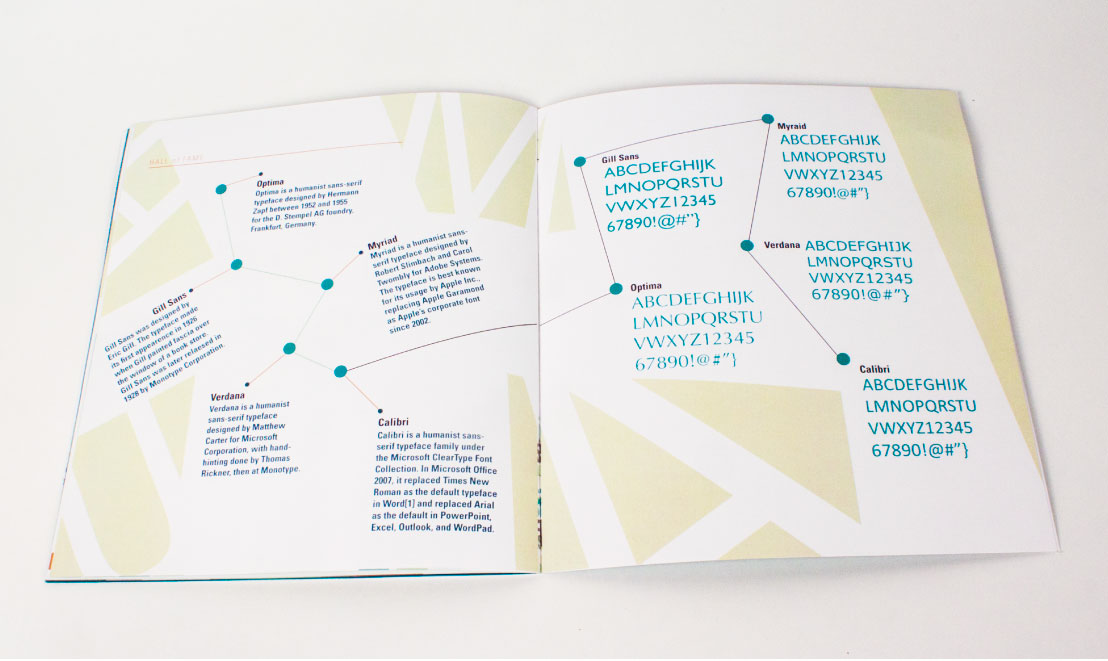 HALL of FAME
Optima
Optima is a humanist sans-serif
typeface designed by Hermann
Zapf between 1952 and 1955
for the D. Stempel AG foundry,
Frankfurt, Germany.
Myriad
Myriad is a humanist sans-
serif typeface designed by
Robert Slimbach and Carol
Twombly for Adobe Systems.
The typeface is best known
for its usage by Apple Inc.,
replacing Apple Garamond
as Apple's corporate font
since 2002.
Gill Sans
Gill Sans was designed by
Eric Gill. The typeface made
its first appearence in 1926
when Gill painted fascia over
the window of a book store.
Gill Sans was later relaesed in
1928 by Monotype Corporation.
Verdana
Verdana is a humanist
sans-serif typeface
designed by Matthew
Carter for Microsoft
Corporation, with hand-
hinting done by Thomas
Rickner, then at Monotype.
Calibri
Calibri is a humanist sans-
serif typeface family under
the Microsoft ClearType Font
Collection. In Microsoft Office
2007, it replaced Times New
Roman as the default typeface
in Word[1] and replaced Arial
as the default in PowerPoint,
Excel, Outlook, and WordPad.
Gill Sans
ABCDEFGHIJK
LMNOPQRSTU
VWXYZ12345
67890!@#"}
Myraid
ABCDEFGHIJK
LMNOPQRSTU
VWXYZ12345
67890!@#"}
Verdana
ABCDEFGHIJK
LMNOPQRSTU
VWXYZ12345
67890!@#"}
Optima
ABCDEFGHIJK
LMNOPQRSTU
VWXYZ12345
67890!@#"}
Calibri
ABCDEFGHIJK
LMNOPQRSTU
VWXYZ12345
67890!@#"}